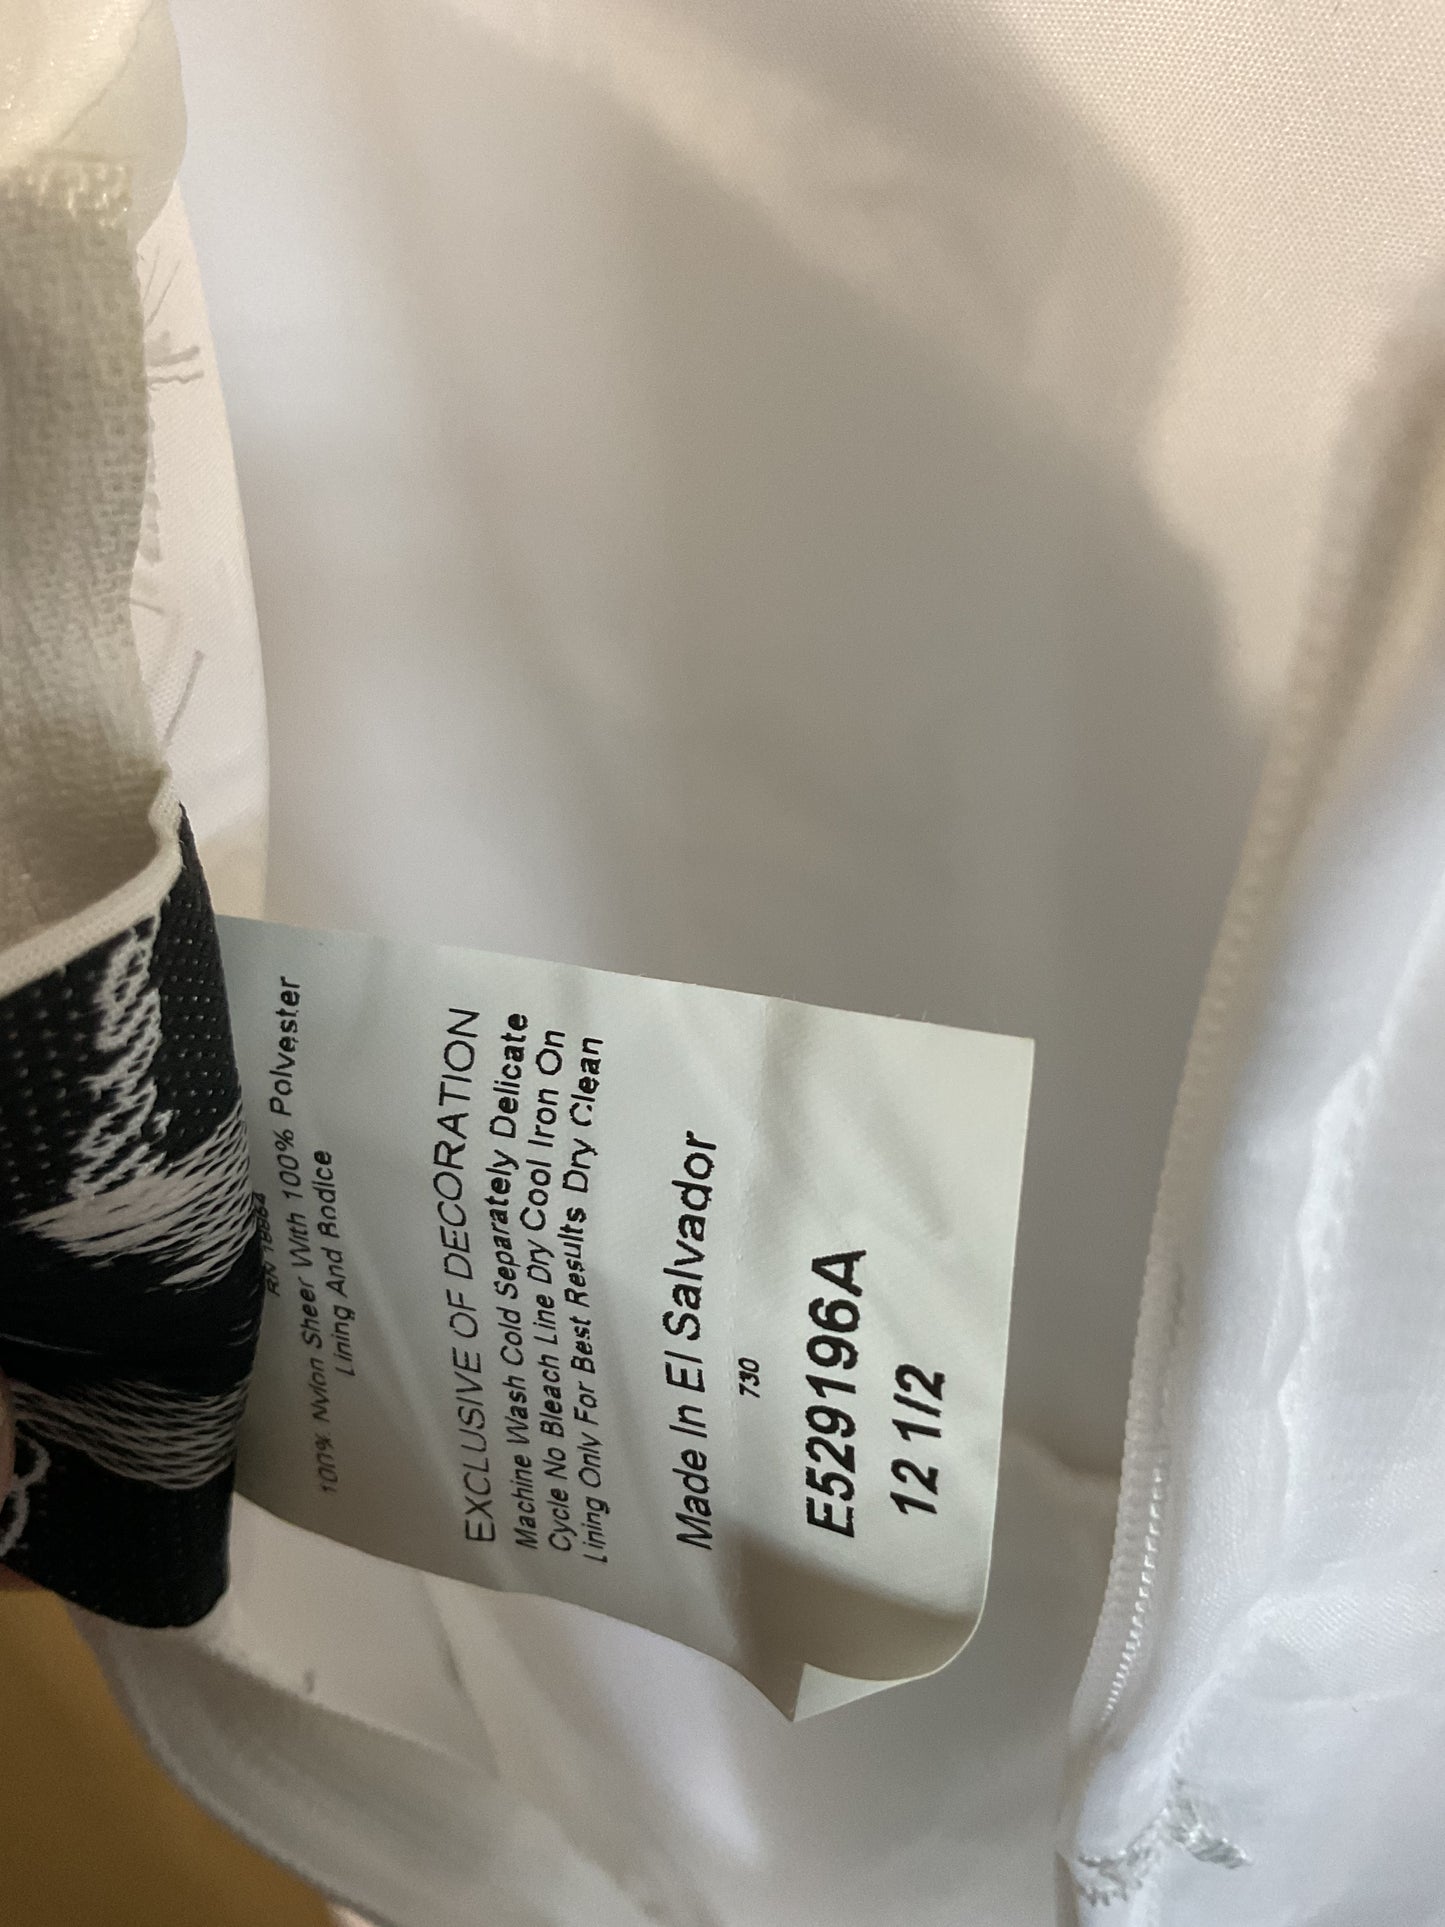 100% Nylon Sheer With 100% Polyester
Lining And Bodice
EXCLUSIVE OF DECORATION
Machine Wash Cold Separately Delicate
Cycle No Bleach Line Dry Cool Iron On
Lining Only For Best Results Dry Clean
Made In El Salvador
730
E529196A
12 1/2